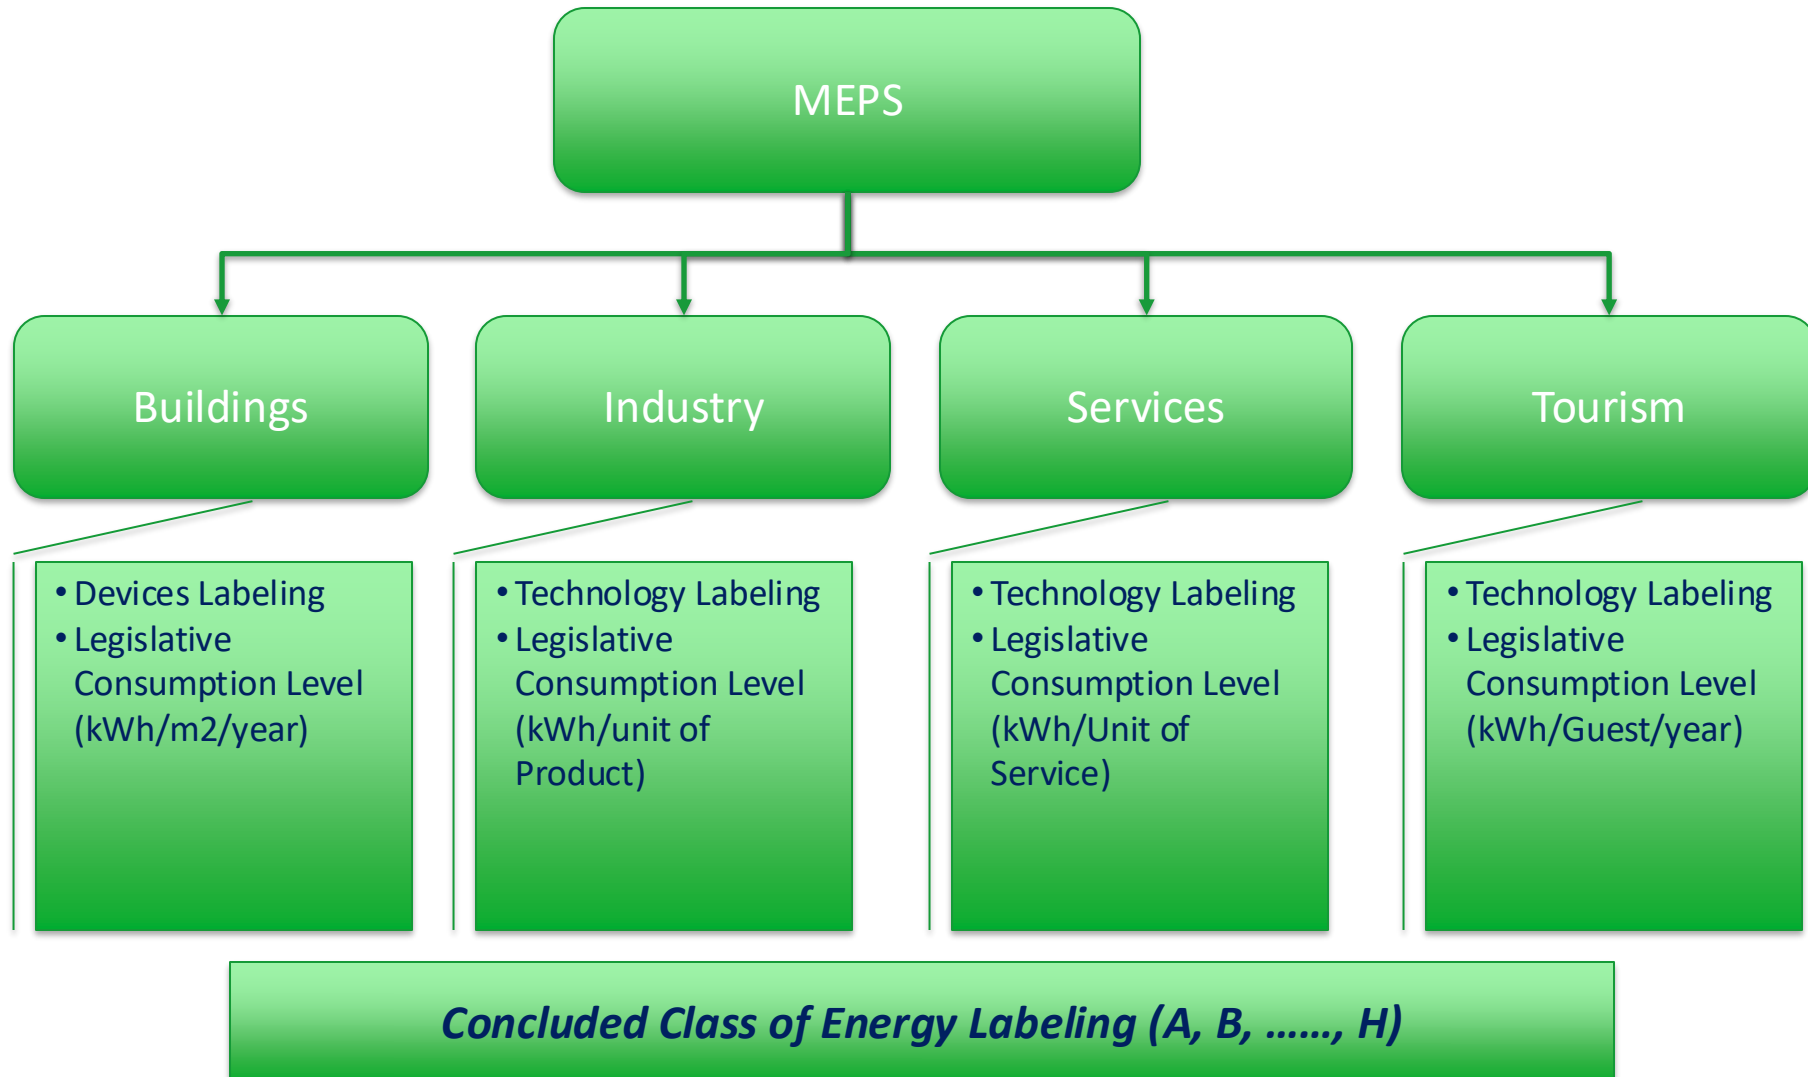 MEPS
Buildings
Industry
Services
Tourism
• Devices Labeling
• Legislative
Consumption Level
(kWh/m2/year)
• Technology Labeling
• Legislative
Consumption Level
(kWh/unit of
Product)
• Technology Labeling
• Legislative
Consumption Level
(kWh/Unit of
Service)
• Technology Labeling
• Legislative
Consumption Level
(kWh/Guest/year)
Concluded Class of Energy Labeling (A, B, ......, H)